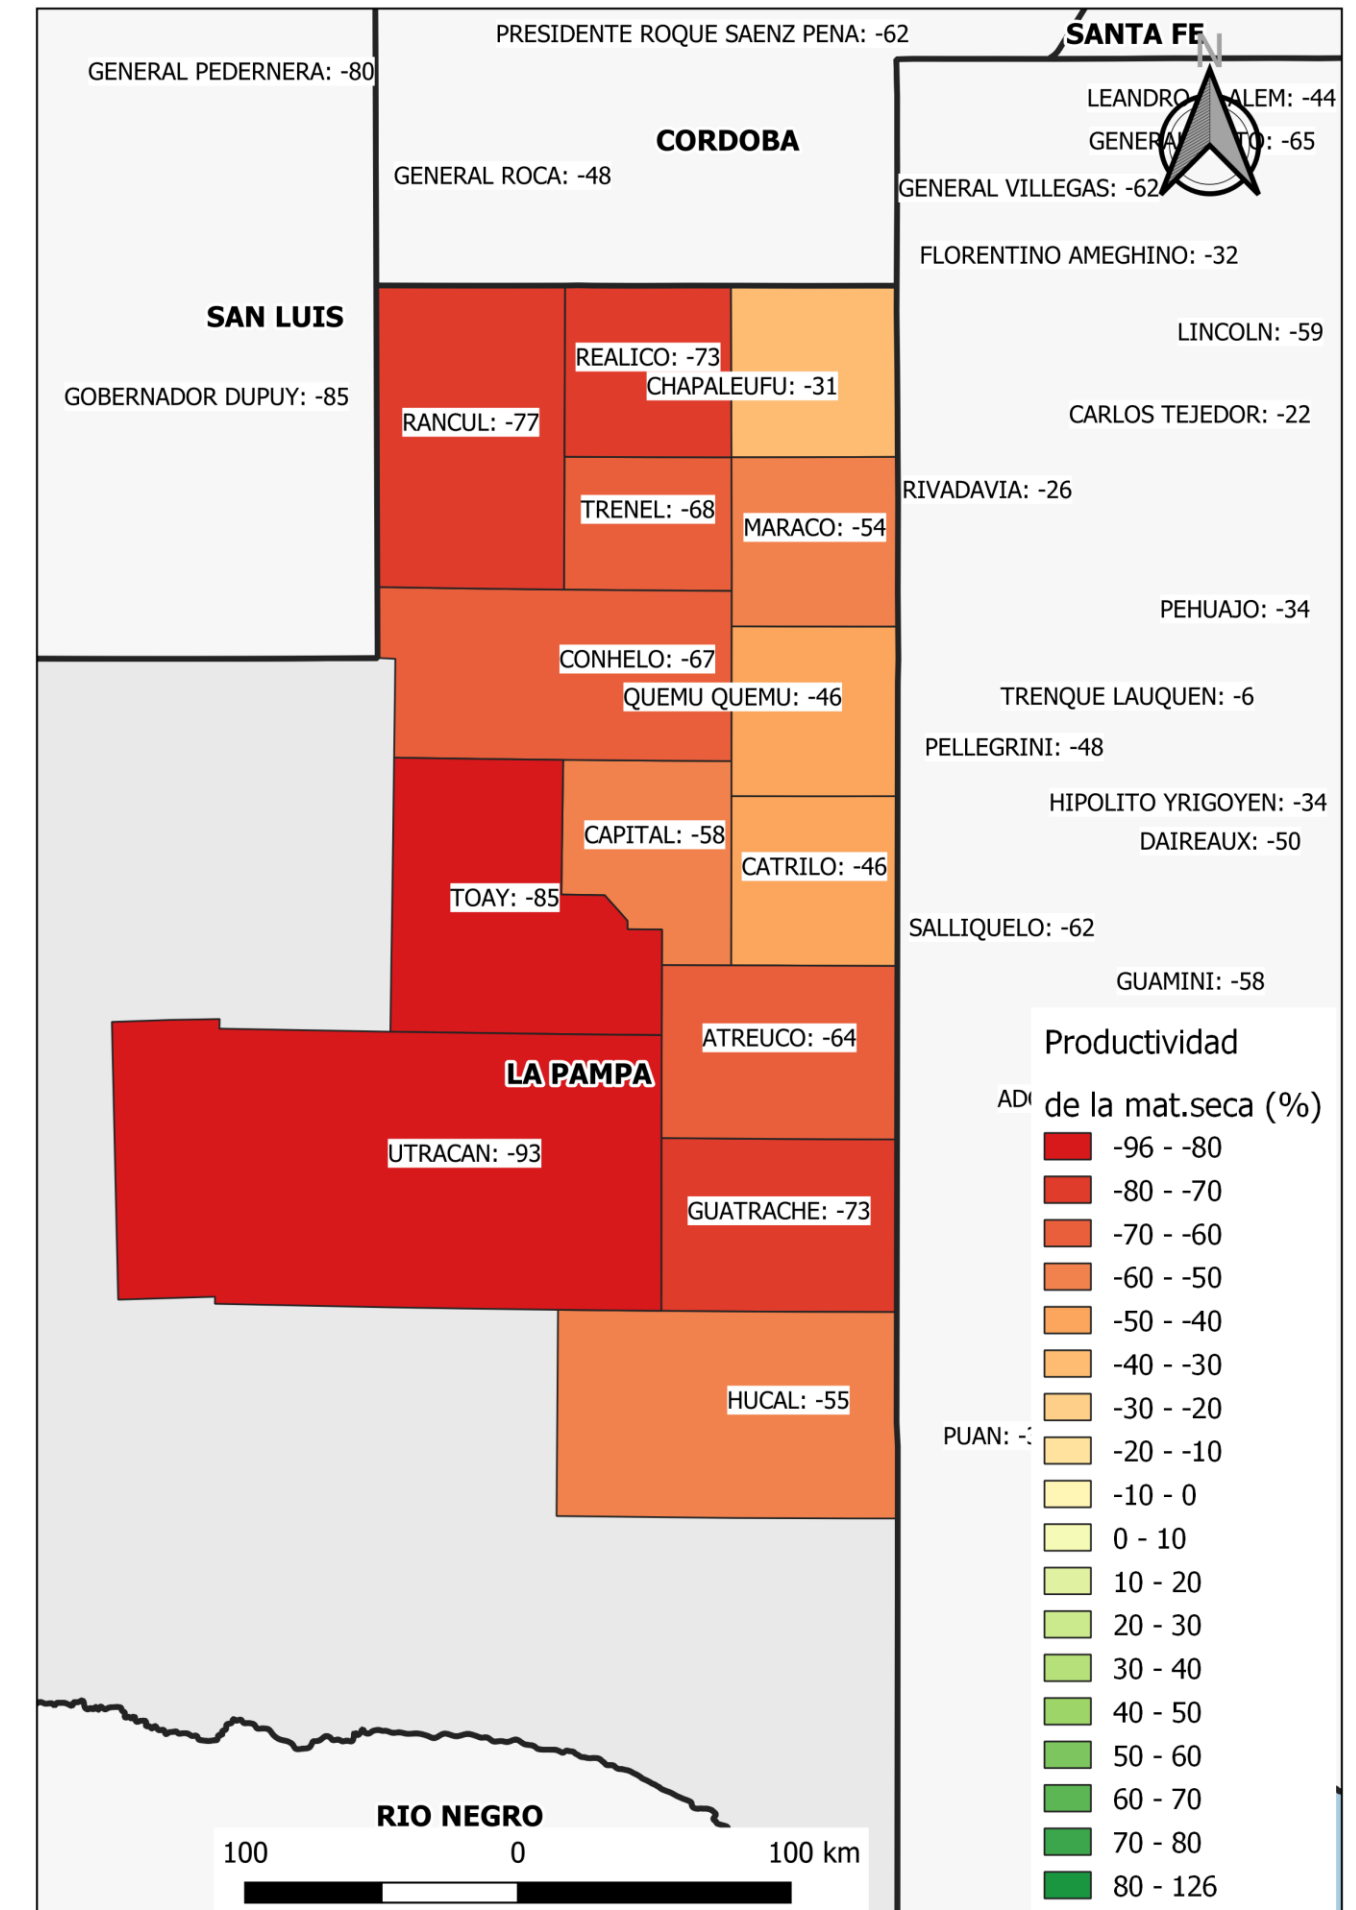 PRESIDENTE ROQUE SAENZ PENA: -62
SANTA FE
N
GENERAL PEDERNERA: -80
LEANDRO ALEM: -44
CORDOBA
TO: -65
GENERAL ROCA: -48
GENERAL VILLEGAS: -62
FLORENTINO AMEGHINO: -32
SAN LUIS
LINCOLN: -59
REALICO: -73
CHAPALEUFU: -31
GOBERNADOR DUPUY: -85
CARLOS TEJEDOR: -22
RANCUL: -77
RIVADAVIA: -26
TRENEL: -68
MARACO: -54
PEHUAJO: -34
CONHELO: -67
QUEMU QUEMU: -46
TRENQUE LAUQUEN: -6
PELLEGRINI: -48
HIPOLITO YRIGOYEN: -34
CAPITAL: -58
DAIREAUX: -50
CATRILO: -46
TOAY: -85
SALLIQUELO: -62
GUAMINI: -58
ATREUCO: -64
LA PAMPA
UTRACAN: -93
GUATRACHE: -73
HUCAL: -55
PUAN:
Productividad
de la mat.seca (%)
-96 - -80
-80 - -70
-70 - -60
-60 - -50
-50 - -40
-40 - -30
-30 - -20
-20 - -10
-10 - 0
0 - 10
10 - 20
20 - 30
30 - 40
40 - 50
50 - 60
60 - 70
70 - 80
80 - 126
RIO NEGRO
100 0 100 km